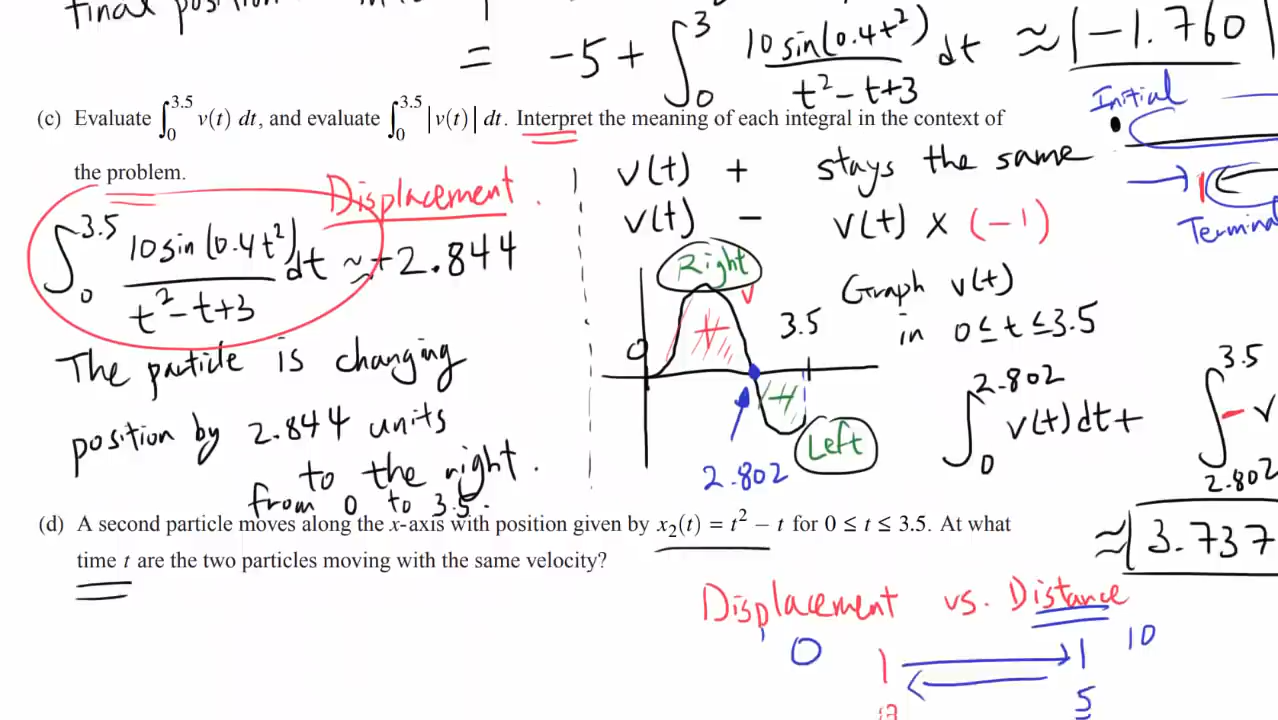 final position
= -5 + ∫₀³ 10 sin(0.4t²) / (t² - t + 3) dt ≈ -1.760
Initial
(c) Evaluate ∫₀^3.5 v(t) dt, and evaluate ∫₀^3.5 |v(t)| dt. Interpret the meaning of each integral in the context of
the problem.
Terminal
Displacement.
∫₀^3.5 10 sin(0.4t²) / (t² - t + 3) dt ≈ +2.844
The particle is changing
position by 2.844 units
to the right.
from 0 to 3.5.
v(t) + stays the same
v(t) - v(t) × (-1)
Right
v
+
3.5
0
+
Left
2.802
Graph v(t)
in 0 ≤ t ≤ 3.5
∫₀^2.802 v(t) dt + ∫_2.802^3.5 - v
≈ 3.737
(d) A second particle moves along the x-axis with position given by x₂(t) = t² − t for 0 ≤ t ≤ 3.5. At what
time t are the two particles moving with the same velocity?
Displacement vs. Distance
0 10
5